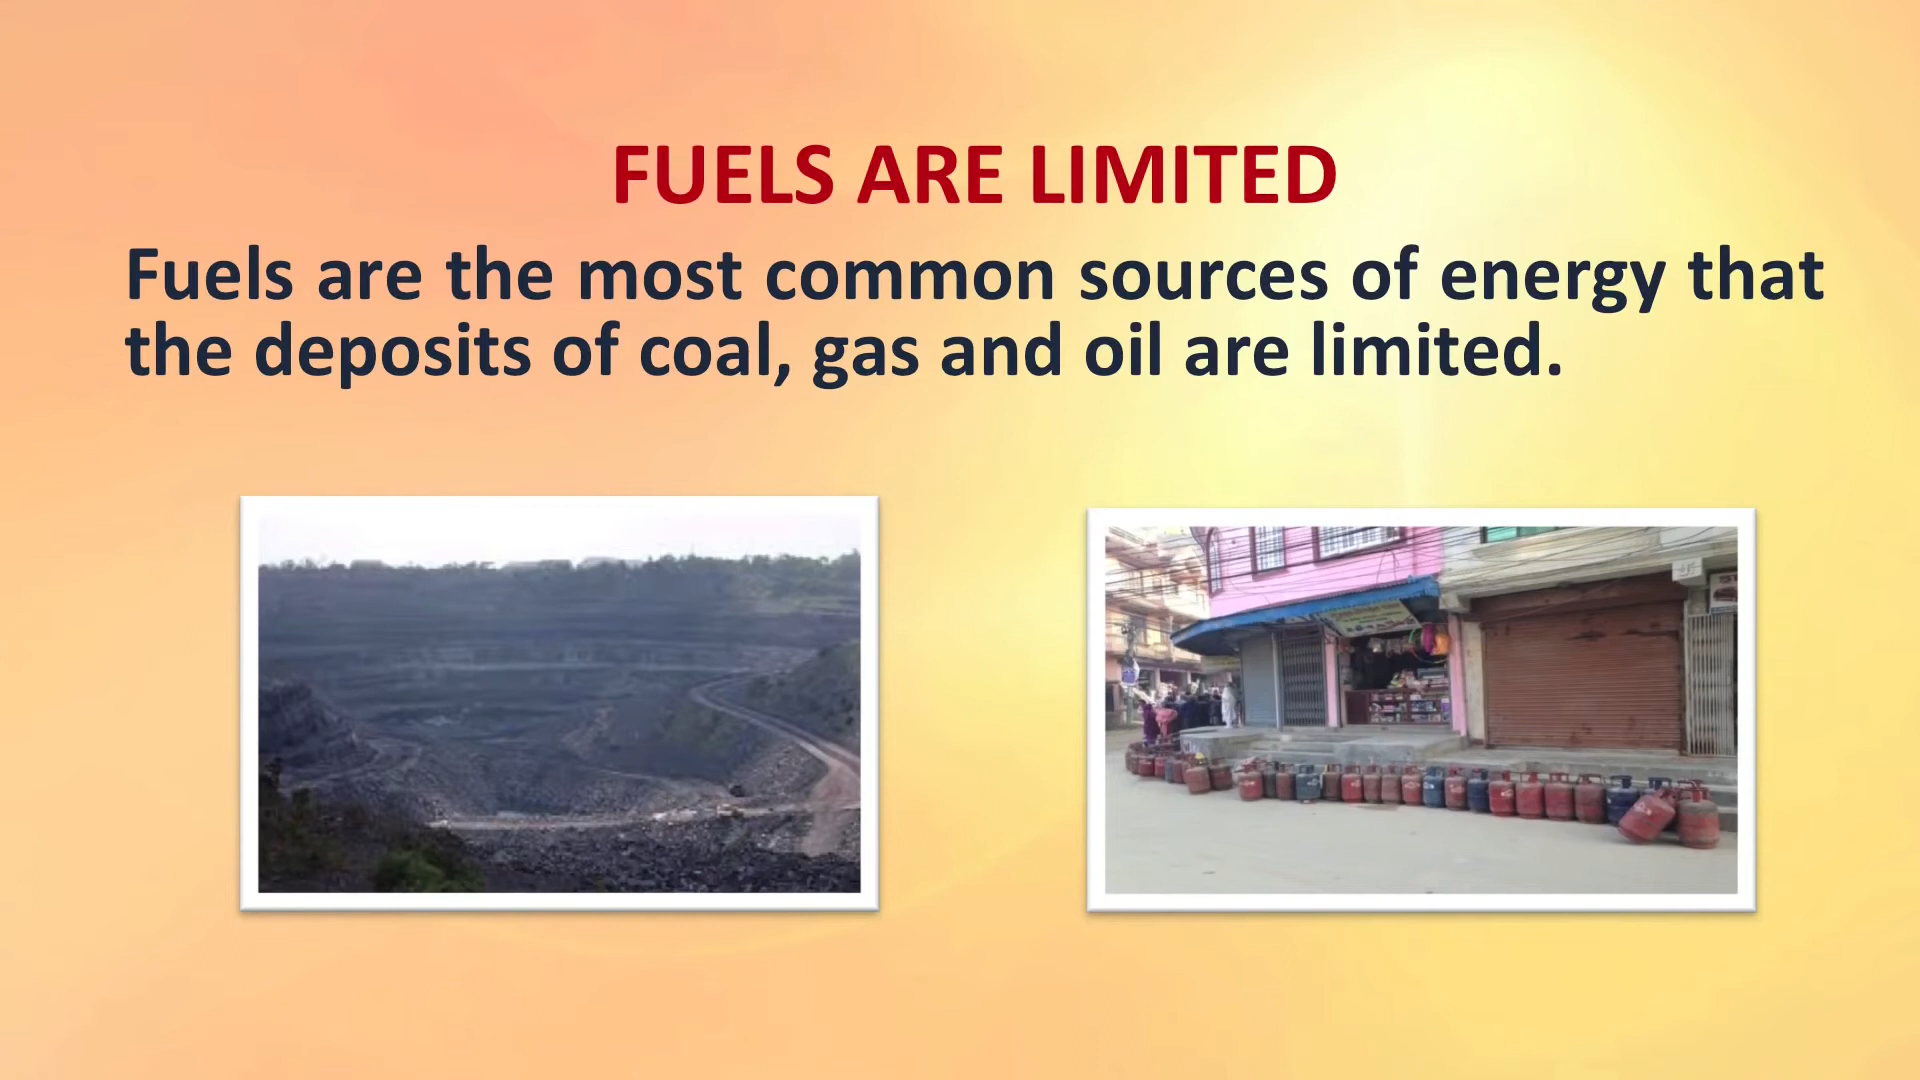 FUELS ARE LIMITED
Fuels are the most common sources of energy that
the deposits of coal, gas and oil are limited.